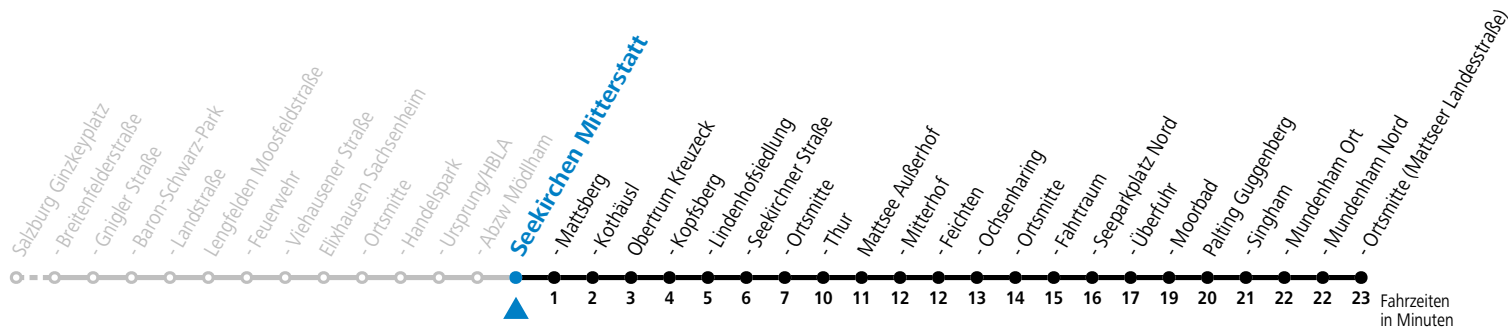 Salzburg Ginzkeyplatz
- Breitenfelderstraße
- Gnigler Straße
- Baron-Schwarz-Park
- Landstraße
Lengfelden Moosfeldstraße
- Feuerwehr
- Viehausener Straße
Elixhausen Sachsenheim
- Ortsmitte
- Handelspark
- Ursprung/HBLA
- Abzw Mödlham
Seekirchen Mitterstatt
- Mattsberg
- Kothäusl
Obertrum Kreuzeck
- Kopfsberg
- Lindenhofsiedlung
- Seekirchner Straße
- Ortsmitte
- Thur
Mattsee Außerhof
- Mitterhof
- Feichten
- Ochsenharing
- Ortsmitte
- Fahrtraum
- Seeparkplatz Nord
- Überfuhr
- Moorbad
Palting Guggenberg
- Singham
- Mundenham Ort
- Mundenham Nord
- Ortsmitte (Mattseer Landesstraße)
1 2 3 4 5 6 7 10 11 12 12 13 14 15 16 17 19 20 21 22 22 23 Fahrzeiten
in Minuten